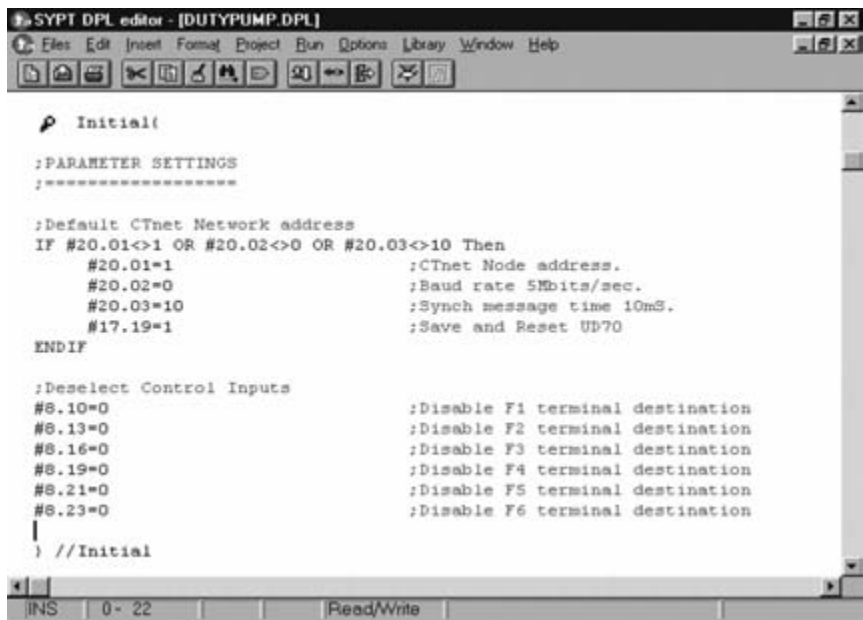 SYPT DPL editor - [DUTYPUMP.DPL]
Files Edit Insert Format Project Run Options Library Window Help
Initial{
;PARAMETER SETTINGS
;===================
;Default CTnet Network address
IF #20.01<>1 OR #20.02<>0 OR #20.03<>10 Then
#20.01=1 ;CTnet Node address.
#20.02=0 ;Baud rate 5Mbits/sec.
#20.03=10 ;Synch message time 10mS.
#17.19=1 ;Save and Reset UD70
ENDIF
;Deselect Control Inputs
#8.10=0 ;Disable F1 terminal destination
#8.13=0 ;Disable F2 terminal destination
#8.16=0 ;Disable F3 terminal destination
#8.19=0 ;Disable F4 terminal destination
#8.21=0 ;Disable F5 terminal destination
#8.23=0 ;Disable F6 terminal destination
} //Initial
INS 0- 22 Read/Write